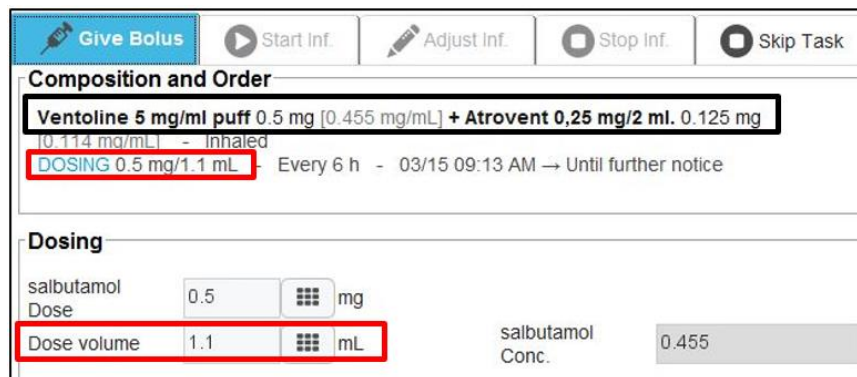 Give Bolus Start Inf. Adjust Inf. Stop Inf. Skip Task
Composition and Order
Ventoline 5 mg/ml puff 0.5 mg [0.455 mg/mL] + Atrovent 0,25 mg/2 ml. 0.125 mg
[0.114 mg/mL] - Inhaled
DOSING 0.5 mg/1.1 mL - Every 6 h - 03/15 09:13 AM → Until further notice
Dosing
salbutamol
Dose 0.5 mg
Dose volume 1.1 mL
salbutamol
Conc. 0.455